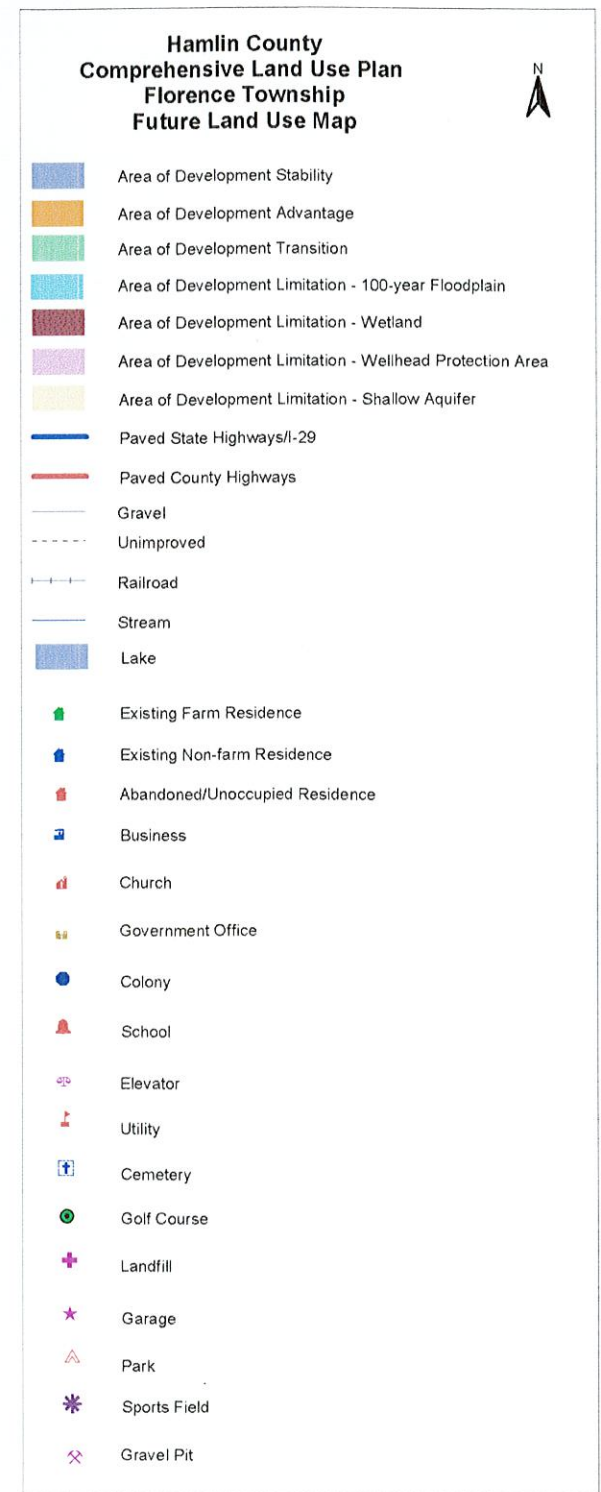 Hamlin County
Comprehensive Land Use Plan
Florence Township
Future Land Use Map
N
Area of Development Stability
Area of Development Advantage
Area of Development Transition
Area of Development Limitation - 100-year Floodplain
Area of Development Limitation - Wetland
Area of Development Limitation - Wellhead Protection Area
Area of Development Limitation - Shallow Aquifer
Paved State Highways/I-29
Paved County Highways
Gravel
Unimproved
Railroad
Stream
Lake
Existing Farm Residence
Existing Non-farm Residence
Abandoned/Unoccupied Residence
Business
Church
Government Office
Colony
School
Elevator
Utility
Cemetery
Golf Course
Landfill
Garage
Park
Sports Field
Gravel Pit